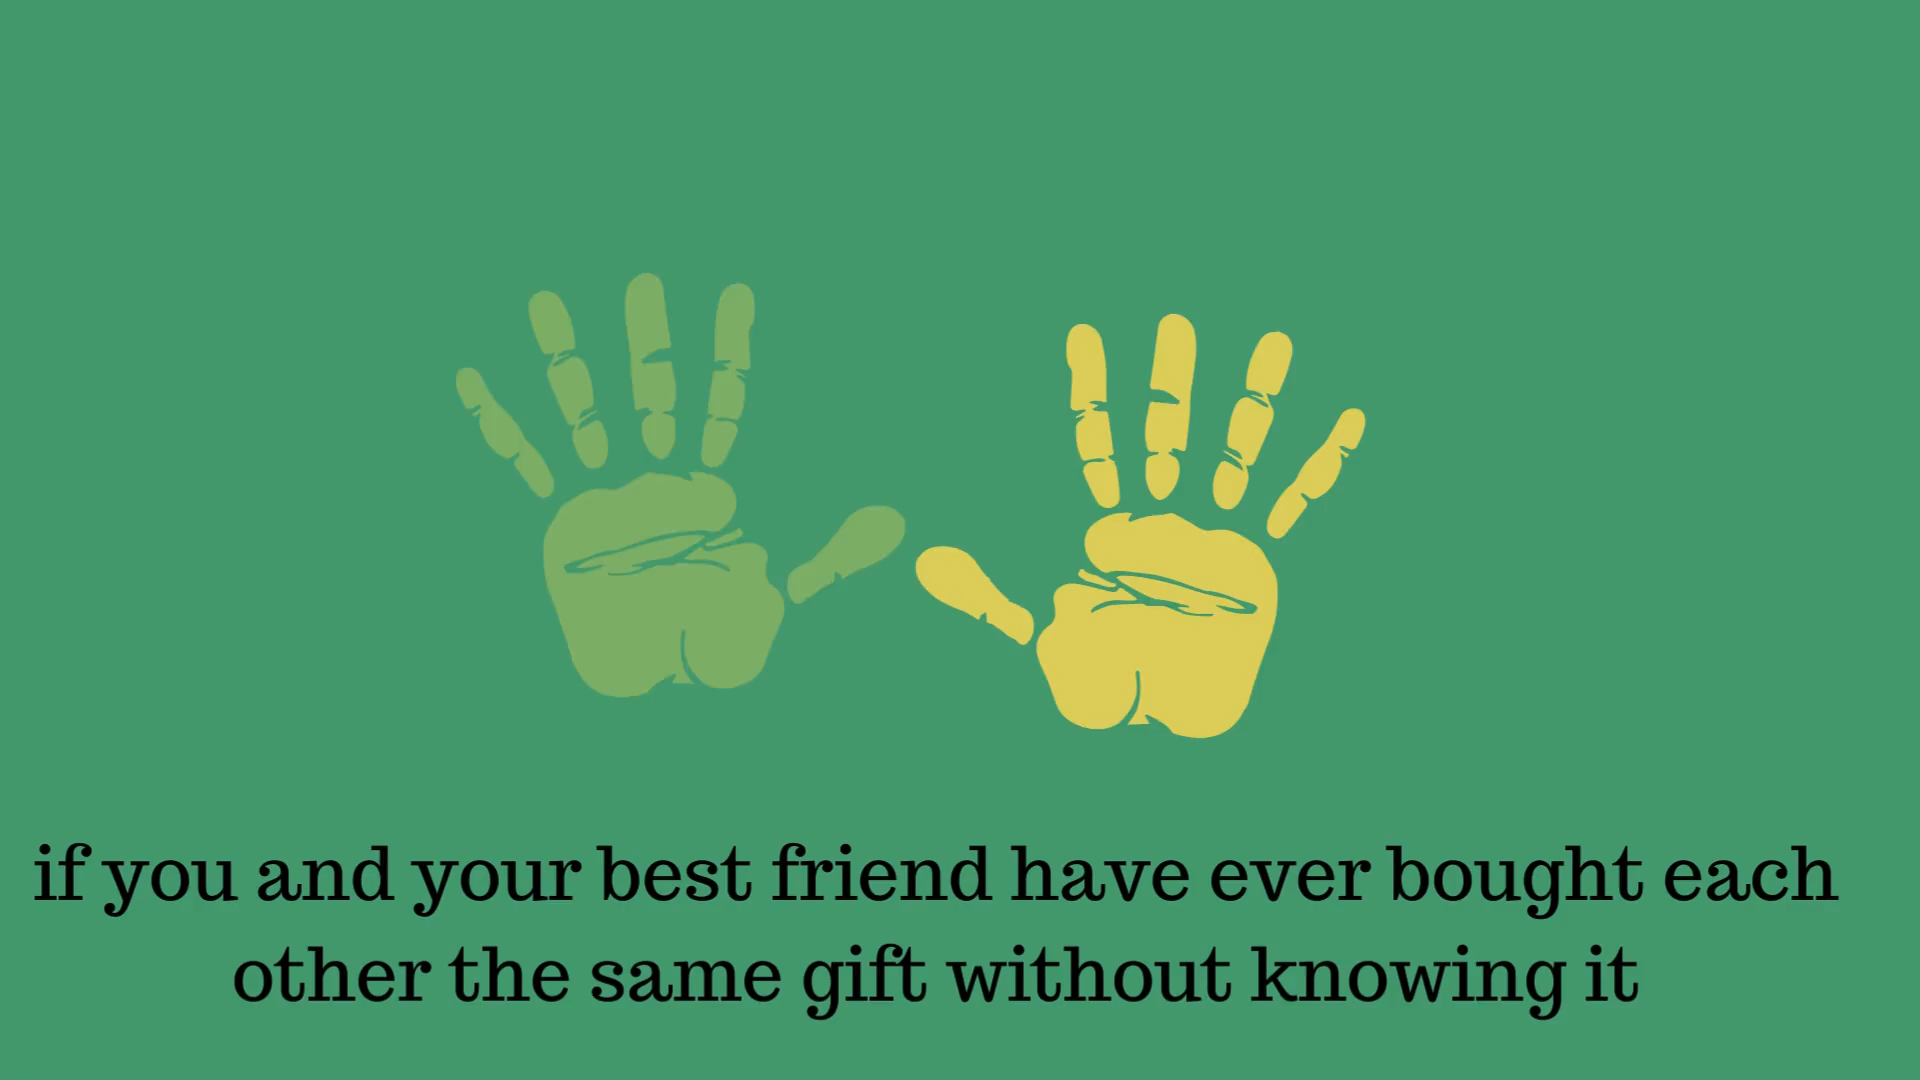 if you and your best friend have ever bought each
other the same gift without knowing it